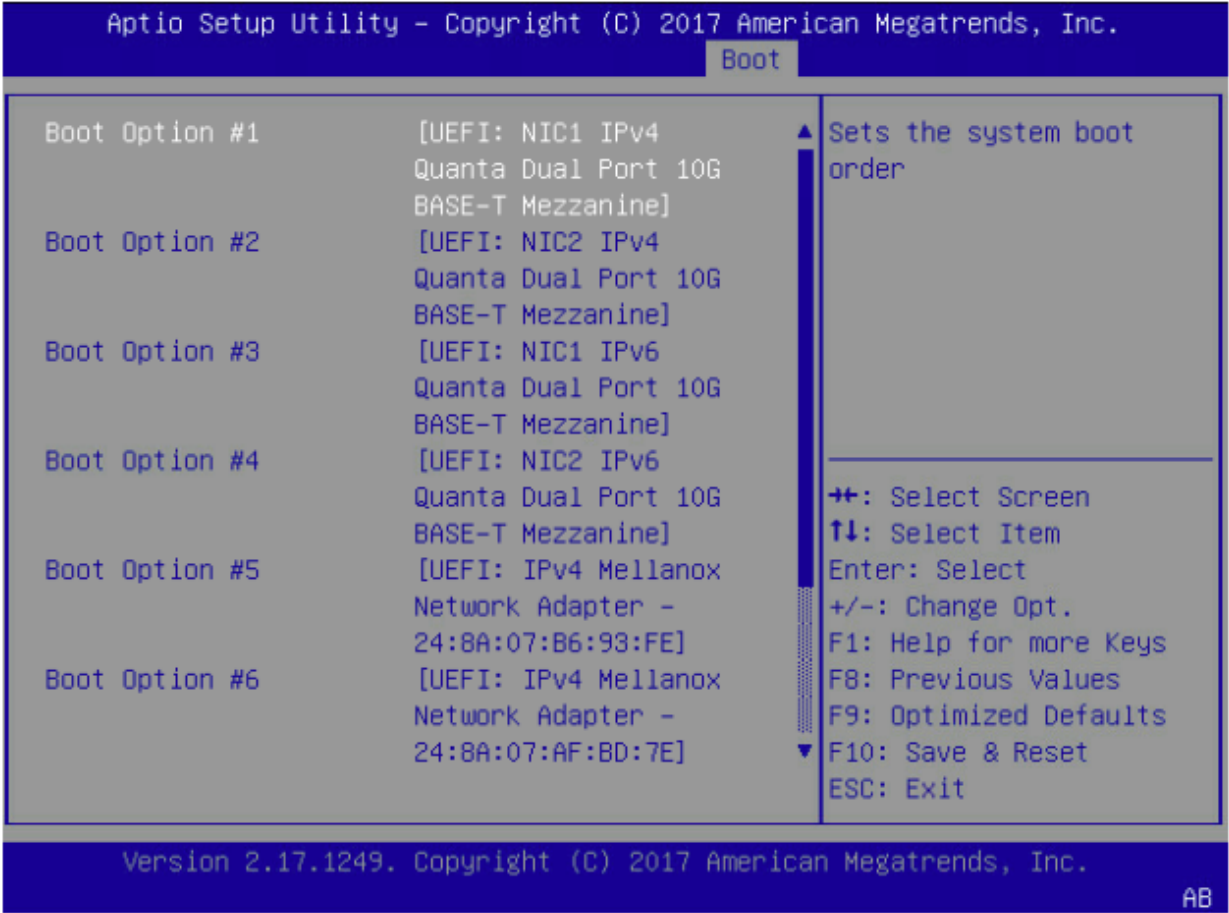 Aptio Setup Utility – Copyright (C) 2017 American Megatrends, Inc.
Boot
Boot Option #1 [UEFI: NIC1 IPv4
Quanta Dual Port 10G
BASE-T Mezzanine]
Boot Option #2 [UEFI: NIC2 IPv4
Quanta Dual Port 10G
BASE-T Mezzanine]
Boot Option #3 [UEFI: NIC1 IPv6
Quanta Dual Port 10G
BASE-T Mezzanine]
Boot Option #4 [UEFI: NIC2 IPv6
Quanta Dual Port 10G
BASE-T Mezzanine]
Boot Option #5 [UEFI: IPv4 Mellanox
Network Adapter –
24:8A:07:B6:93:FE]
Boot Option #6 [UEFI: IPv4 Mellanox
Network Adapter –
24:8A:07:AF:BD:7E]
Sets the system boot
order
→←: Select Screen
↑↓: Select Item
Enter: Select
+/-: Change Opt.
F1: Help for more Keys
F8: Previous Values
F9: Optimized Defaults
F10: Save & Reset
ESC: Exit
Version 2.17.1249. Copyright (C) 2017 American Megatrends, Inc.
AB